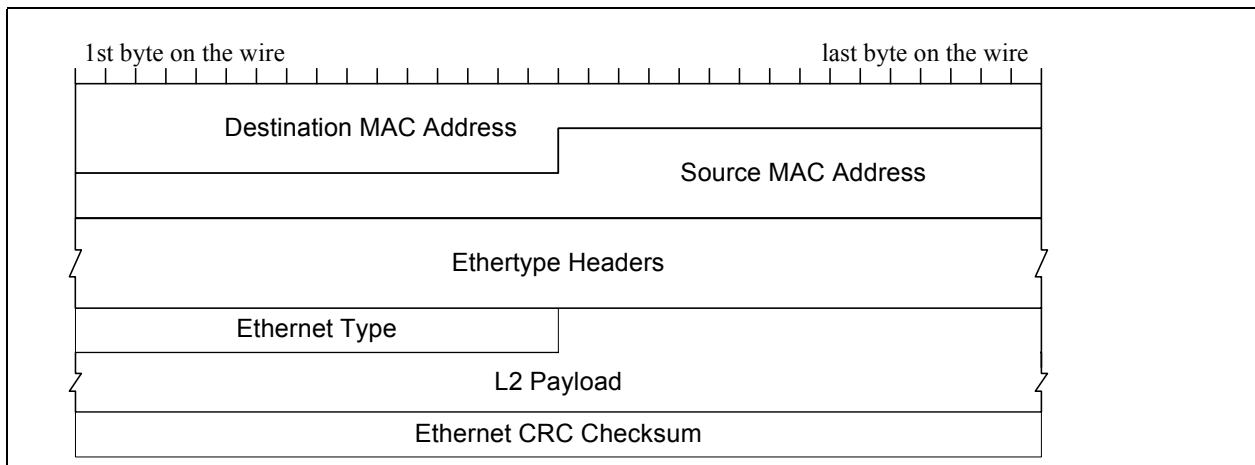 1st byte on the wire last byte on the wire
Destination MAC Address
Source MAC Address
Ethertype Headers
Ethernet Type
L2 Payload
Ethernet CRC Checksum